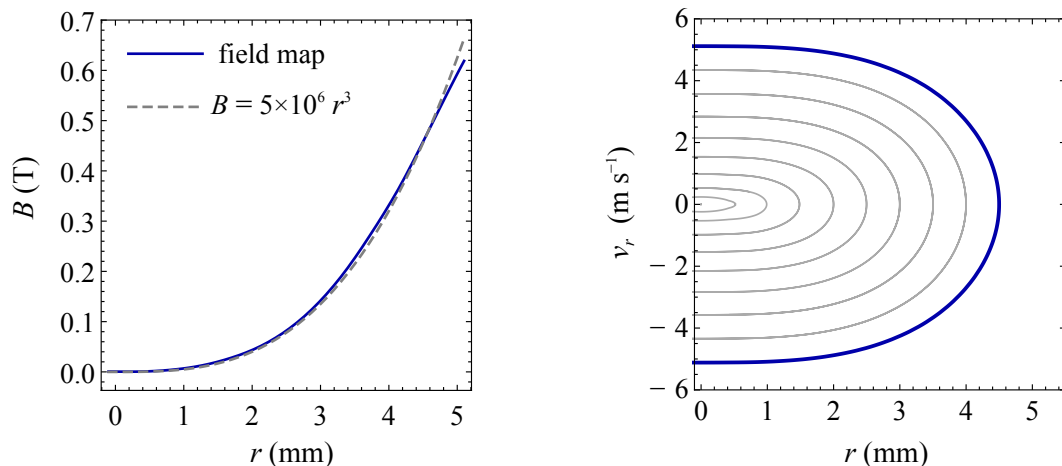 0.7
0.6
0.5
0.4
0.3
0.2
0.1
0.0
B (T)
field map
B = 5×10⁶ r³
0 1 2 3 4 5
r (mm)
6
4
2
0
− 2
− 4
− 6
vᵣ (m s⁻¹)
0 1 2 3 4 5
r (mm)